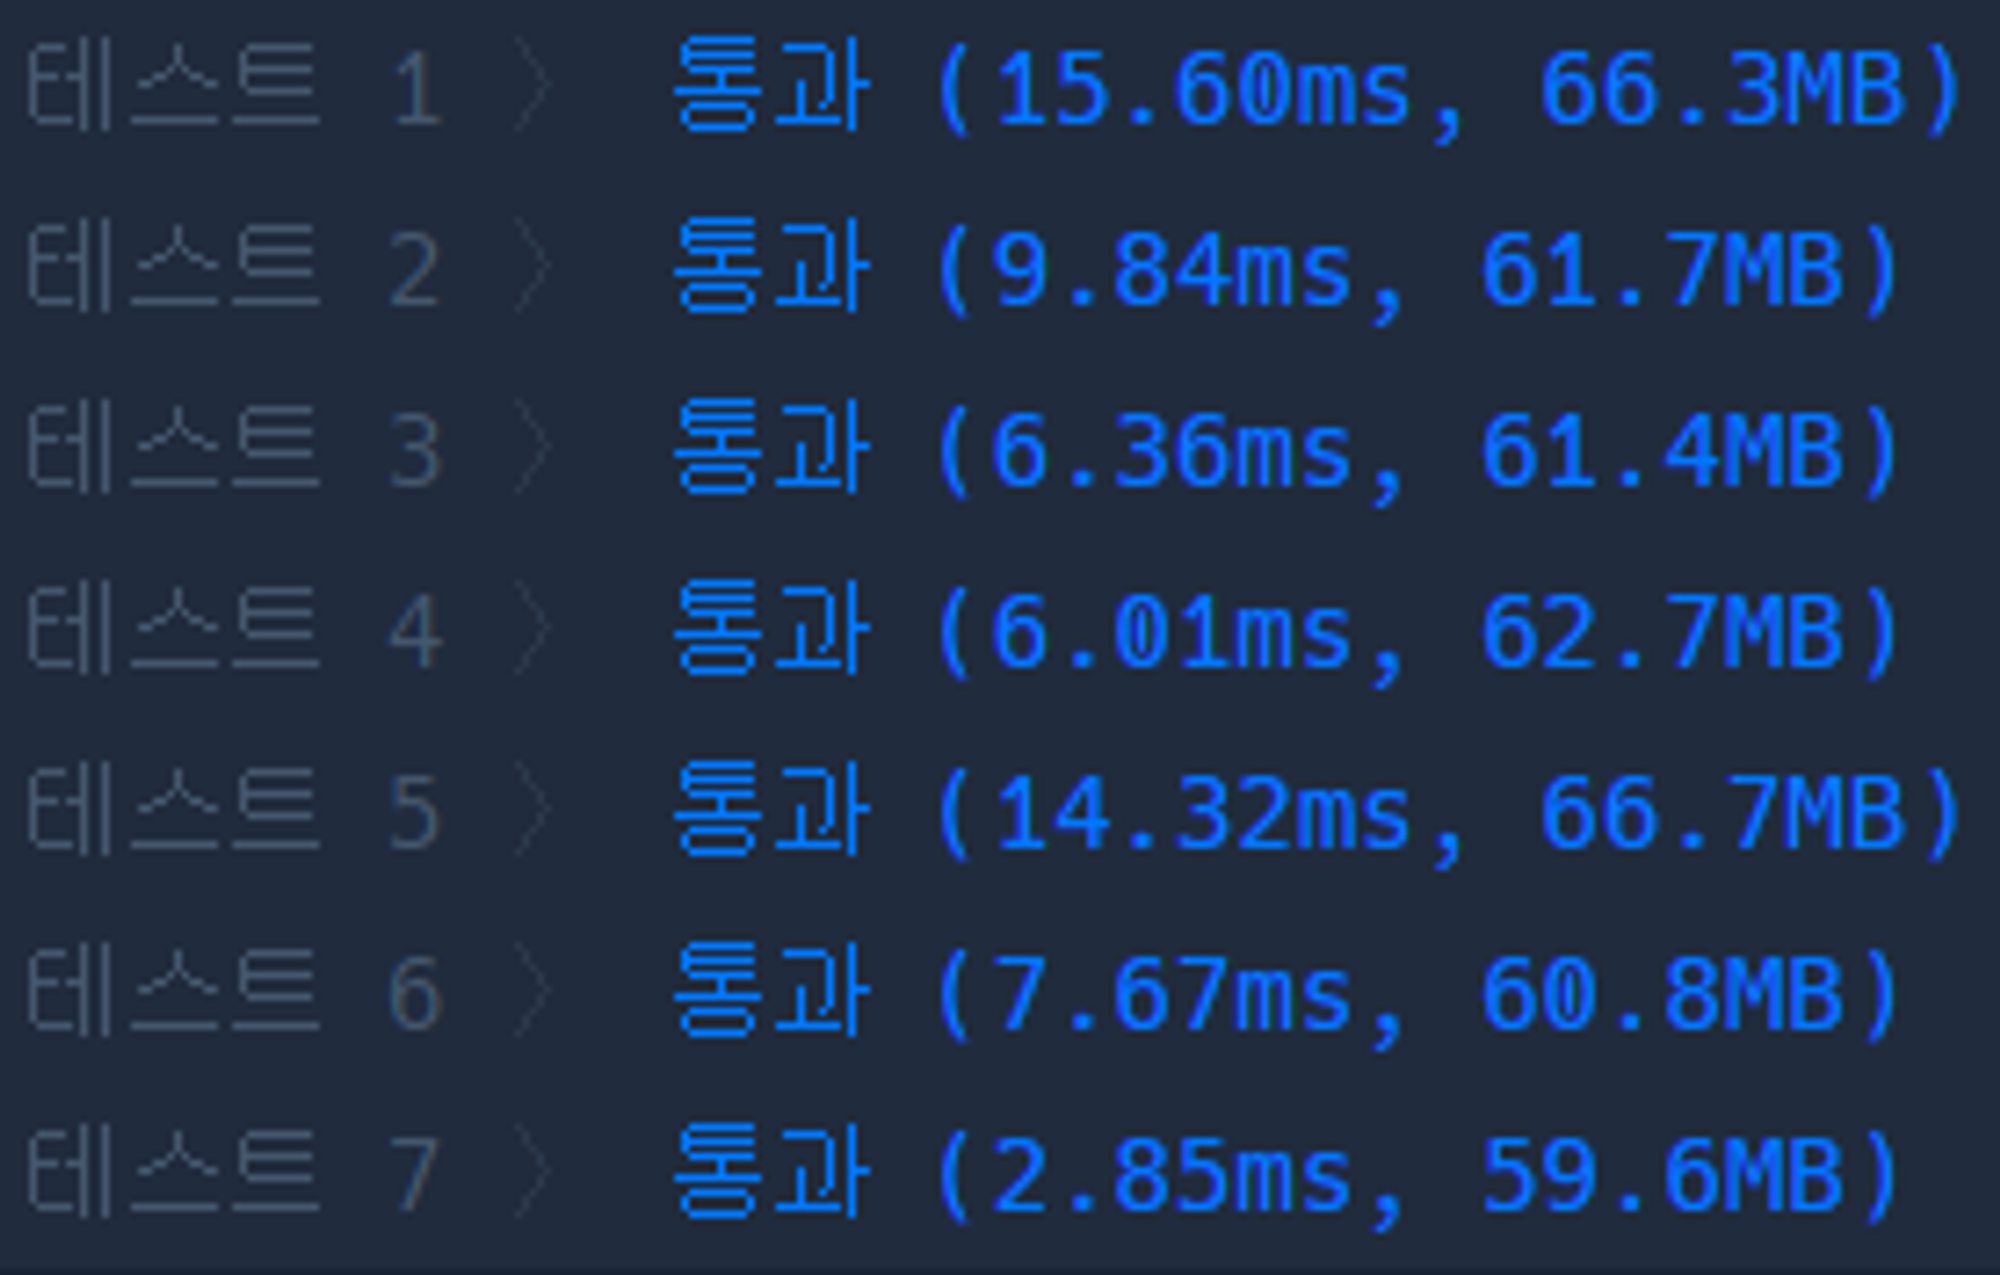 테스트 1 〉 통과 (15.60ms, 66.3MB)
테스트 2 〉 통과 (9.84ms, 61.7MB)
테스트 3 〉 통과 (6.36ms, 61.4MB)
테스트 4 〉 통과 (6.01ms, 62.7MB)
테스트 5 〉 통과 (14.32ms, 66.7MB)
테스트 6 〉 통과 (7.67ms, 60.8MB)
테스트 7 〉 통과 (2.85ms, 59.6MB)